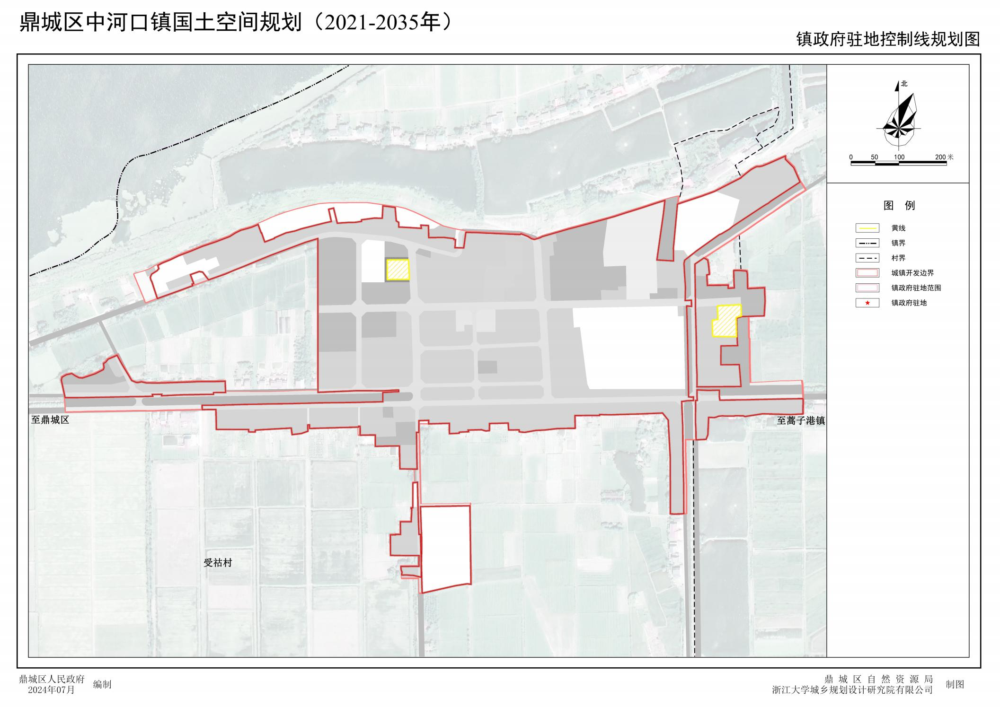 鼎城区中河口镇国土空间规划（2021-2035年）
镇政府驻地控制线规划图
北
0 50 100 200 米
图 例
黄线
镇界
村界
城镇开发边界
镇政府驻地范围
镇政府驻地
至鼎城区
至蒿子港镇
受祜村
鼎城区人民政府
2024年07月
编制
鼎城区自然资源局
浙江大学城乡规划设计研究院有限公司
制图